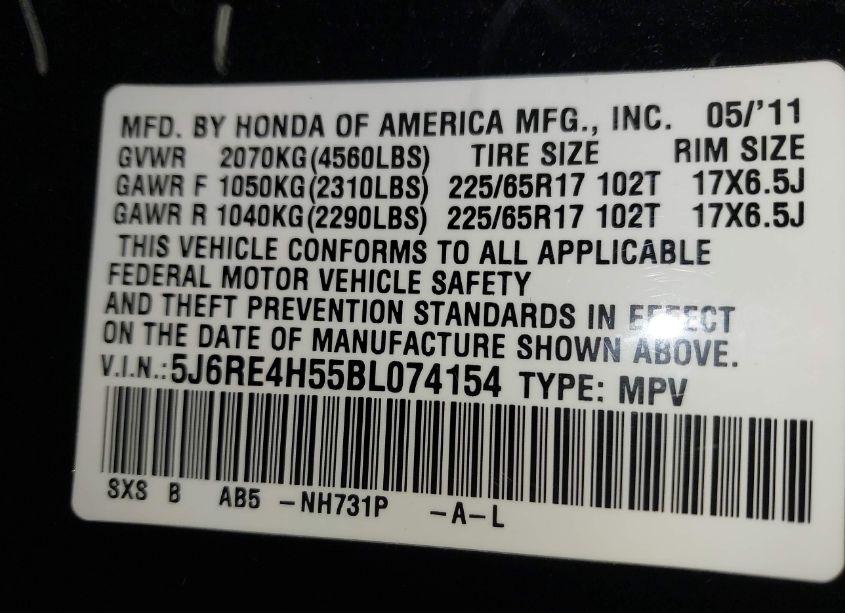 MFD. BY HONDA OF AMERICA MFG., INC. 05/'11
GVWR 2070KG(4560LBS) TIRE SIZE RIM SIZE
GAWR F 1050KG(2310LBS) 225/65R17 102T 17X6.5J
GAWR R 1040KG(2290LBS) 225/65R17 102T 17X6.5J
THIS VEHICLE CONFORMS TO ALL APPLICABLE
FEDERAL MOTOR VEHICLE SAFETY
AND THEFT PREVENTION STANDARDS IN EFFECT
ON THE DATE OF MANUFACTURE SHOWN ABOVE.
V.I.N.:5J6RE4H55BL074154 TYPE: MPV
SXS B AB5 -NH731P -A-L